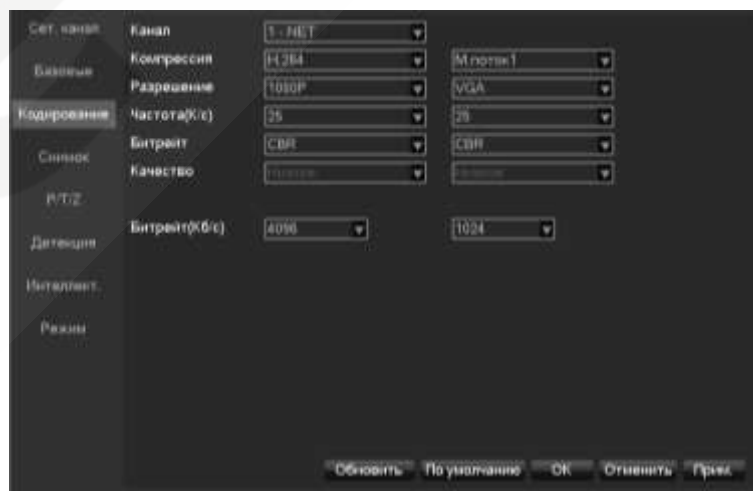 Сет. канал
Базовые
Кодирование
Снимок
P/T/Z
Детекция
Интеллект.
Режим
Канал 1 - NET
Компрессия H.264 М.поток1
Разрешение 1080P VGA
Частота(К/с) 25 25
Битрейт CBR CBR
Качество
Битрейт(Кб/с) 4096 1024
Обновить По умолчанию ОК Отменить Прим.